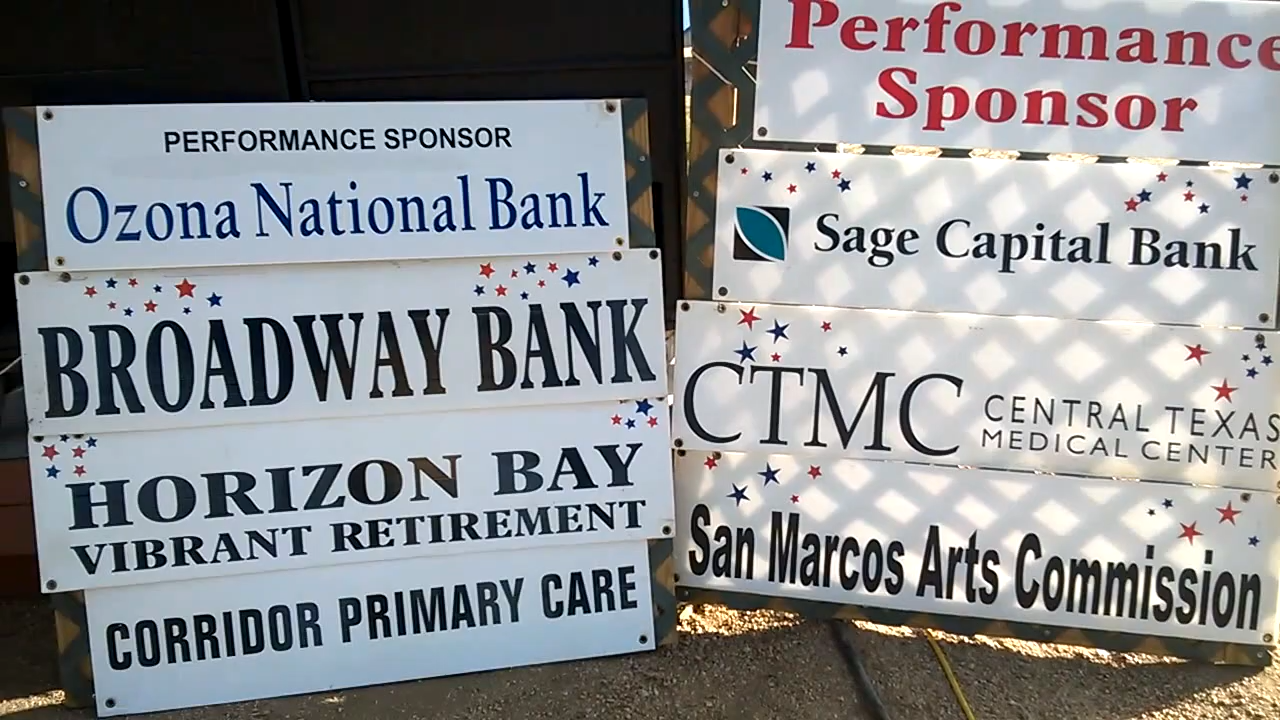 PERFORMANCE SPONSOR
Ozona National Bank
BROADWAY BANK
HORIZON BAY
VIBRANT RETIREMENT
CORRIDOR PRIMARY CARE
Performance
Sponsor
Sage Capital Bank
CTMC CENTRAL TEXAS
MEDICAL CENTER
San Marcos Arts Commission